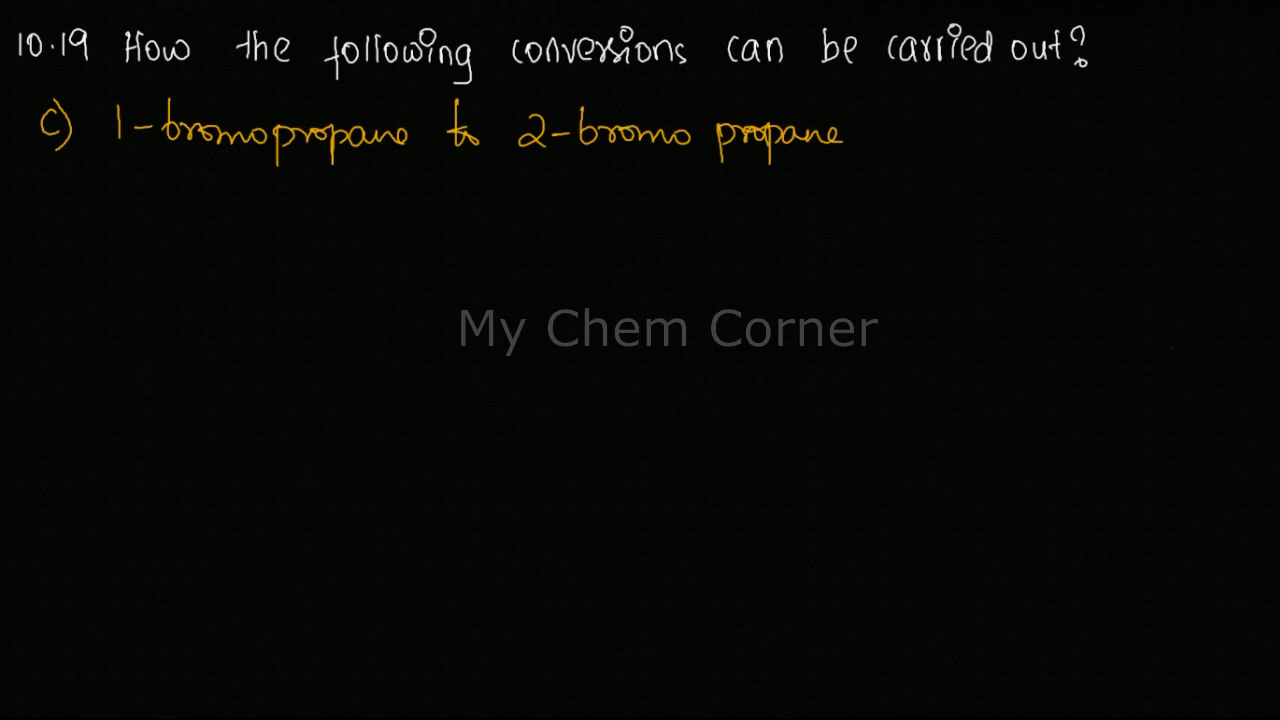 10.19 How the following conversions can be carried out?
c) 1-bromopropane to 2-bromo propane
My Chem Corner